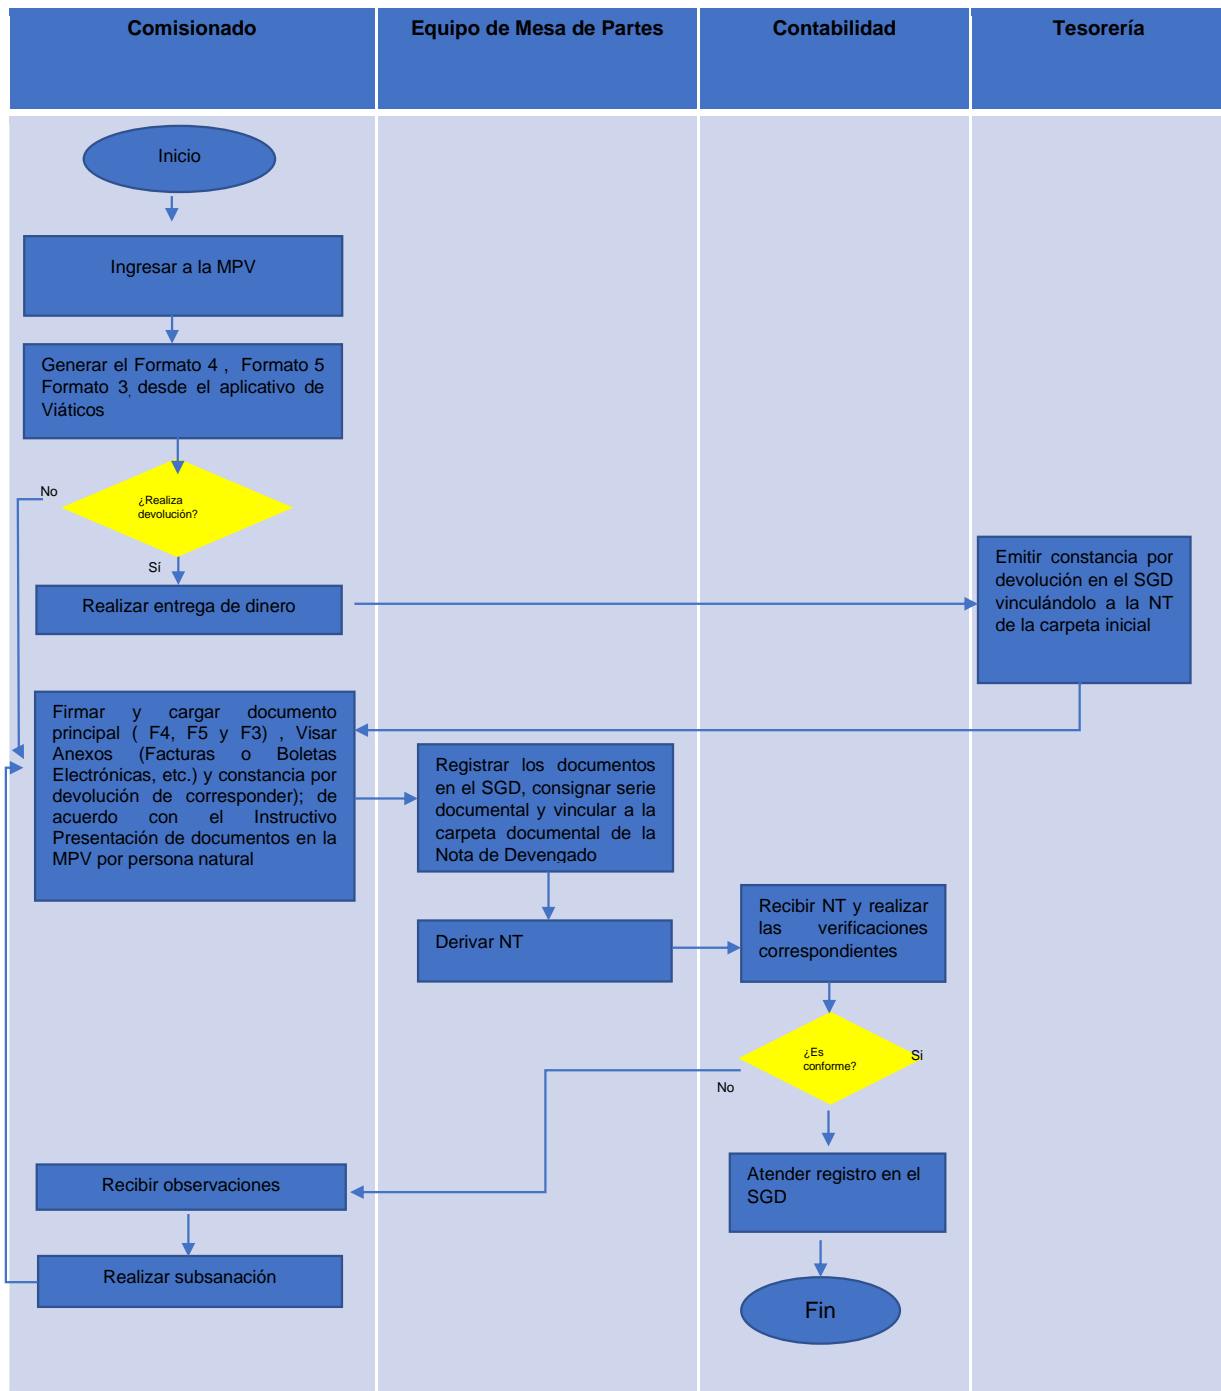 Comisionado
Equipo de Mesa de Partes
Contabilidad
Tesorería
Inicio
Ingresar a la MPV
Generar el Formato 4 , Formato 5
Formato 3, desde el aplicativo de
Viáticos
No
¿Realiza
devolución?
Sí
Realizar entrega de dinero
Emitir constancia por
devolución en el SGD
vinculándolo a la NT
de la carpeta inicial
Firmar y cargar documento
principal ( F4, F5 y F3) , Visar
Anexos (Facturas o Boletas
Electrónicas, etc.) y constancia por
devolución de corresponder); de
acuerdo con el Instructivo
Presentación de documentos en la
MPV por persona natural
Registrar los documentos
en el SGD, consignar serie
documental y vincular a la
carpeta documental de la
Nota de Devengado
Derivar NT
Recibir NT y realizar
las verificaciones
correspondientes
¿Es
conforme?
Si
No
Recibir observaciones
Atender registro en el
SGD
Realizar subsanación
Fin